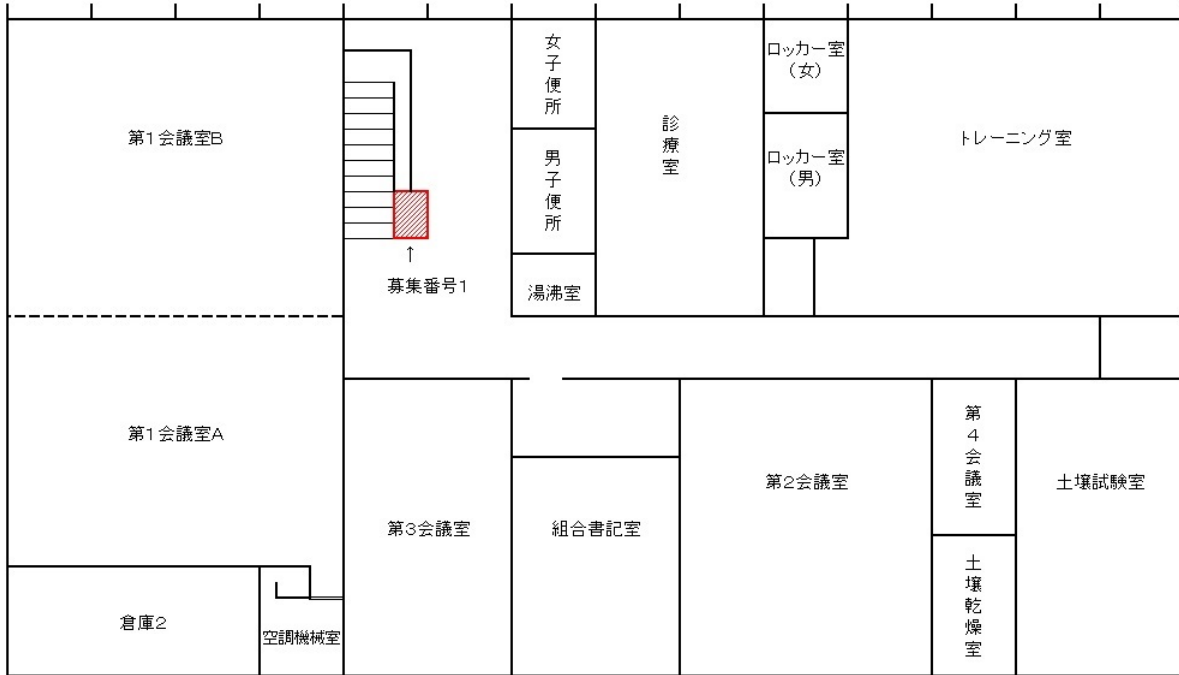 第1会議室B
↑
募集番号1
女子便所
男子便所
湯沸室
診療室
ロッカー室
(女)
ロッカー室
(男)
トレーニング室
第1会議室A
第3会議室
組合書記室
第2会議室
第4会議室
土壌試験室
土壌乾燥室
倉庫2
空調機械室